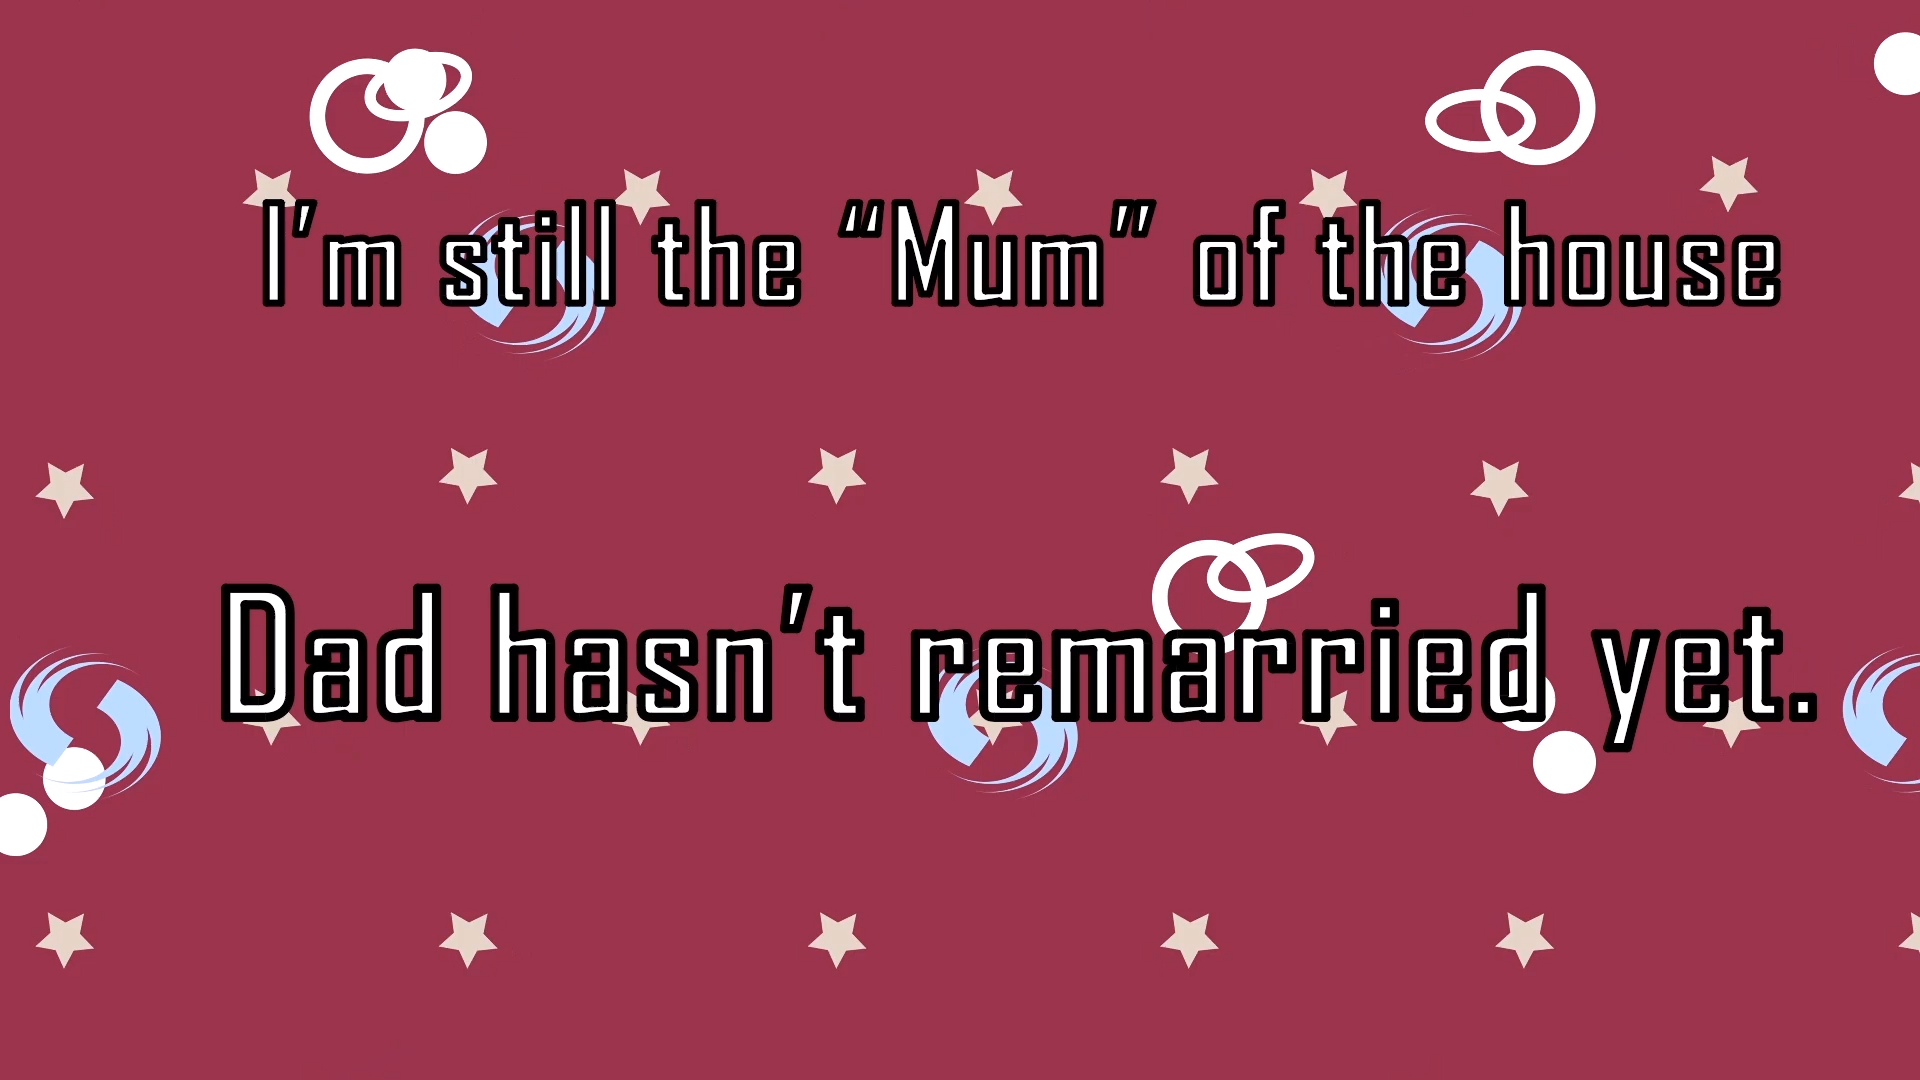 I’m still the “Mum” of the house
Dad hasn’t remarried yet.